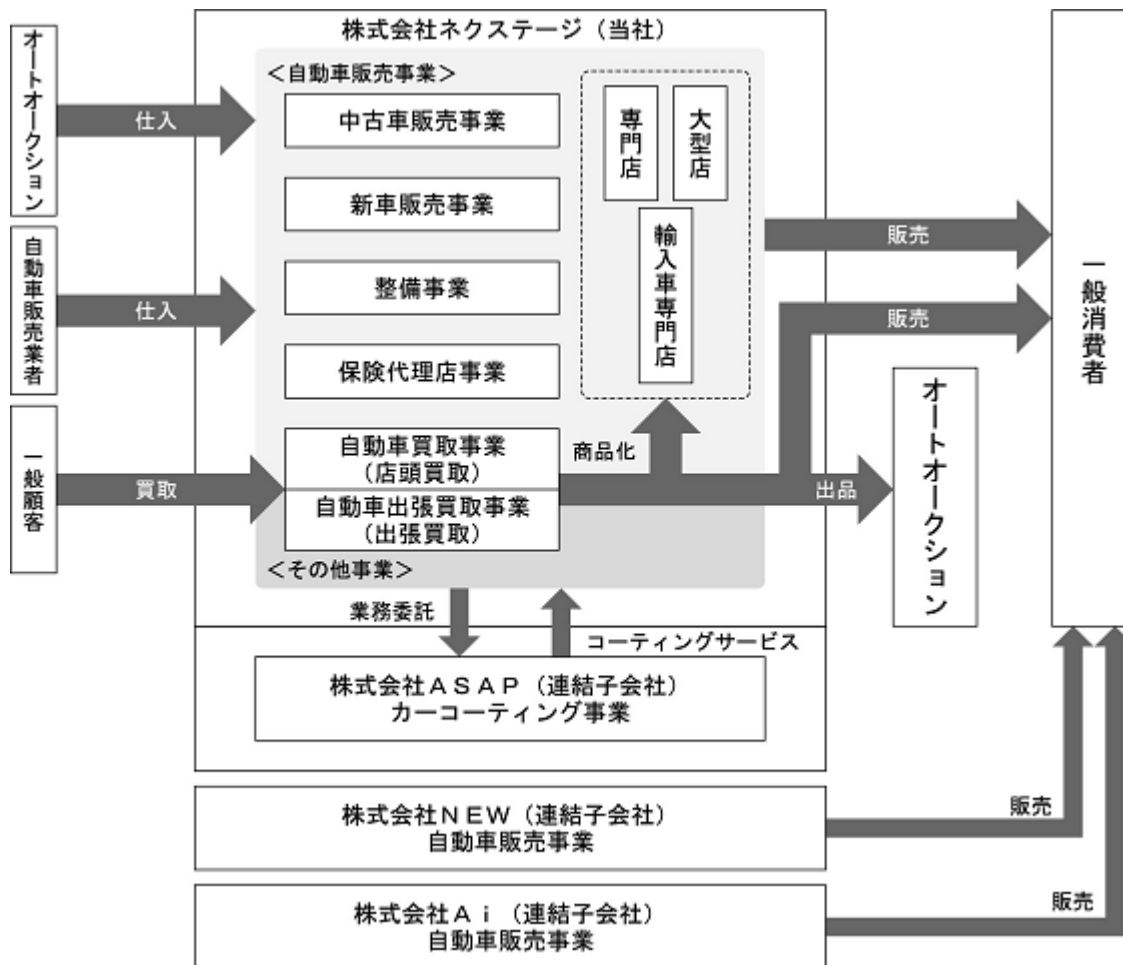 株式会社ネクステージ(当社)
オートオークション
自動車販売業者
一般顧客
仕入
仕入
買取
<自動車販売事業>
中古車販売事業
新車販売事業
整備事業
保険代理店事業
自動車買取事業
(店頭買取)
自動車出張買取事業
(出張買取)
<その他事業>
専門店
大型店
輸入車専門店
商品化
販売
販売
出品
オートオークション
一般消費者
業務委託
コーティングサービス
株式会社ASAP(連結子会社)
カーコーティング事業
株式会社NEW(連結子会社)
自動車販売事業
販売
株式会社Ai(連結子会社)
自動車販売事業
販売